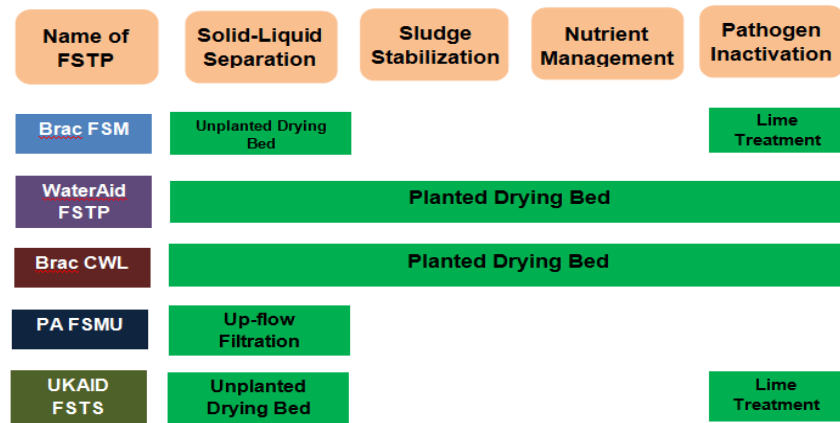 Name of
FSTP
Solid-Liquid
Separation
Sludge
Stabilization
Nutrient
Management
Pathogen
Inactivation
Brac FSM
Unplanted Drying
Bed
Lime
Treatment
WaterAid
FSTP
Planted Drying Bed
Brac CWL
Planted Drying Bed
PA FSMU
Up-flow
Filtration
UKAID
FSTS
Unplanted
Drying Bed
Lime
Treatment